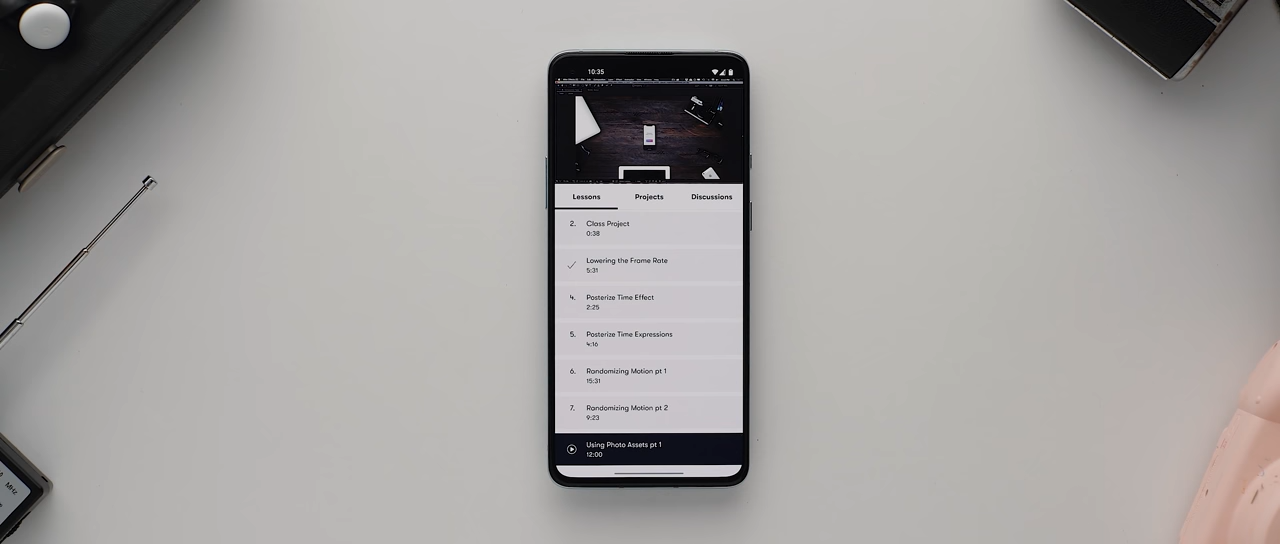 10:35
Lessons Projects Discussions
2. Class Project
0:38
Lowering the Frame Rate
5:31
4. Posterize Time Effect
2:25
5. Posterize Time Expressions
4:16
6. Randomizing Motion pt 1
15:31
7. Randomizing Motion pt 2
9:23
Using Photo Assets pt 1
12:00
MHz